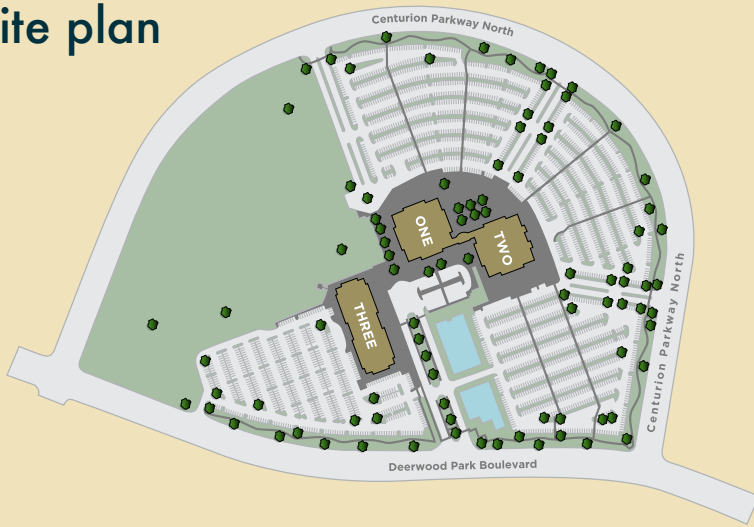 ite plan
Centurion Parkway North
ONE
TWO
THREE
Centurion Parkway North
Deerwood Park Boulevard